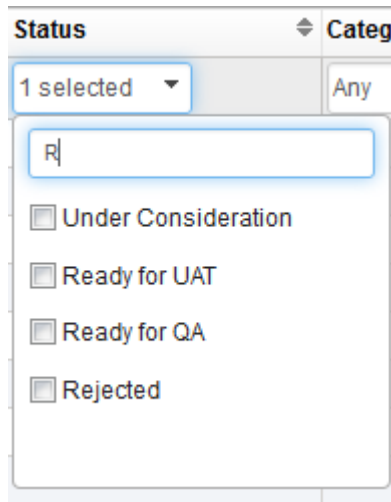 Status Categ
1 selected Any
R
Under Consideration
Ready for UAT
Ready for QA
Rejected